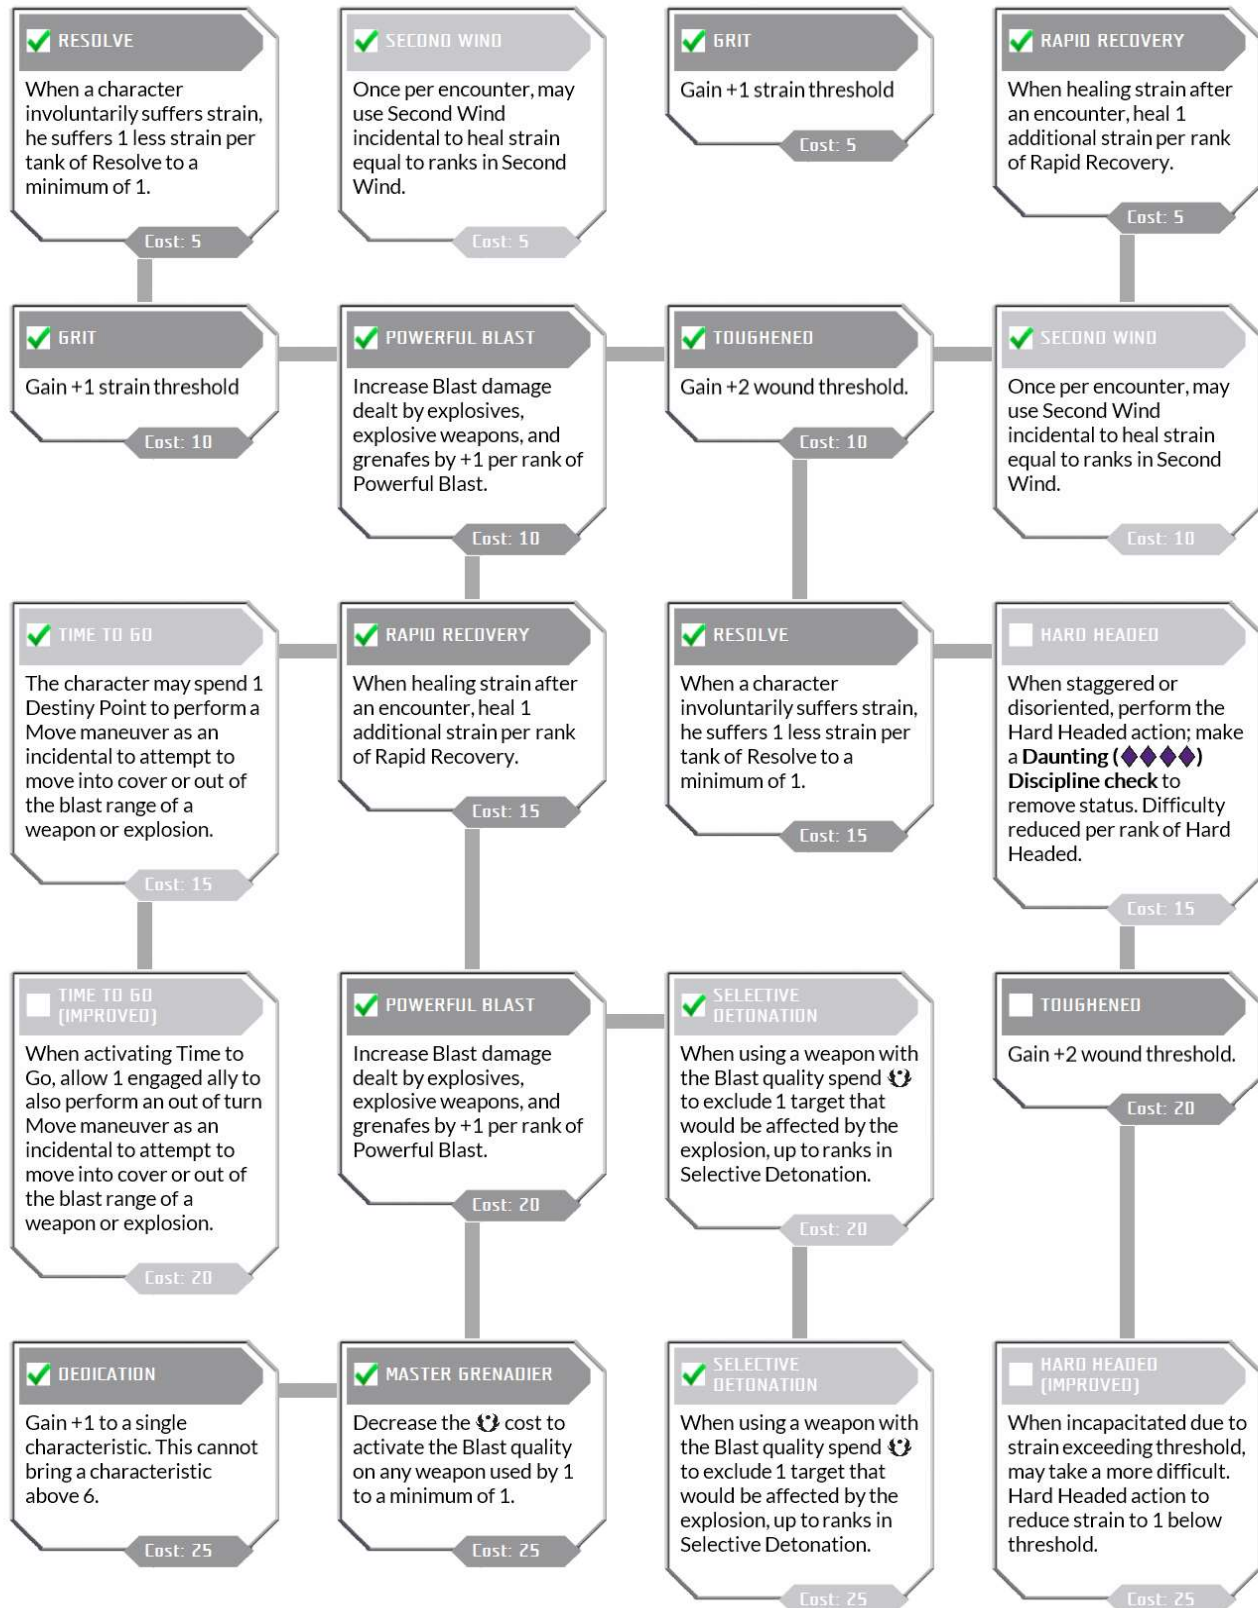 RESOLVE
When a character
involuntarily suffers strain,
he suffers 1 less strain per
tank of Resolve to a
minimum of 1.
Cost: 5
SECOND WIND
Once per encounter, may
use Second Wind
incidental to heal strain
equal to ranks in Second
Wind.
Cost: 5
GRIT
Gain +1 strain threshold
Cost: 5
RAPID RECOVERY
When healing strain after
an encounter, heal 1
additional strain per rank
of Rapid Recovery.
Cost: 5
GRIT
Gain +1 strain threshold
Cost: 10
POWERFUL BLAST
Increase Blast damage
dealt by explosives,
explosive weapons, and
grenafes by +1 per rank of
Powerful Blast.
Cost: 10
TOUGHENED
Gain +2 wound threshold.
Cost: 10
SECOND WIND
Once per encounter, may
use Second Wind
incidental to heal strain
equal to ranks in Second
Wind.
Cost: 10
TIME TO GO
The character may spend 1
Destiny Point to perform a
Move maneuver as an
incidental to attempt to
move into cover or out of
the blast range of a
weapon or explosion.
Cost: 15
RAPID RECOVERY
When healing strain after
an encounter, heal 1
additional strain per rank
of Rapid Recovery.
Cost: 15
RESOLVE
When a character
involuntarily suffers strain,
he suffers 1 less strain per
tank of Resolve to a
minimum of 1.
Cost: 15
HARD HEADED
When staggered or
disoriented, perform the
Hard Headed action; make
a Daunting (◆◆◆◆)
Discipline check to
remove status. Difficulty
reduced per rank of Hard
Headed.
Cost: 15
TIME TO GO
(IMPROVED)
When activating Time to
Go, allow 1 engaged ally to
also perform an out of turn
Move maneuver as an
incidental to attempt to
move into cover or out of
the blast range of a
weapon or explosion.
Cost: 20
POWERFUL BLAST
Increase Blast damage
dealt by explosives,
explosive weapons, and
grenafes by +1 per rank of
Powerful Blast.
Cost: 20
SELECTIVE
DETONATION
When using a weapon with
the Blast quality spend
to exclude 1 target that
would be affected by the
explosion, up to ranks in
Selective Detonation.
Cost: 20
TOUGHENED
Gain +2 wound threshold.
Cost: 20
DEDICATION
Gain +1 to a single
characteristic. This cannot
bring a characteristic
above 6.
Cost: 25
MASTER GRENADIER
Decrease the cost to
activate the Blast quality
on any weapon used by 1
to a minimum of 1.
Cost: 25
SELECTIVE
DETONATION
When using a weapon with
the Blast quality spend
to exclude 1 target that
would be affected by the
explosion, up to ranks in
Selective Detonation.
Cost: 25
HARD HEADED
(IMPROVED)
When incapacitated due to
strain exceeding threshold,
may take a more difficult.
Hard Headed action to
reduce strain to 1 below
threshold.
Cost: 25